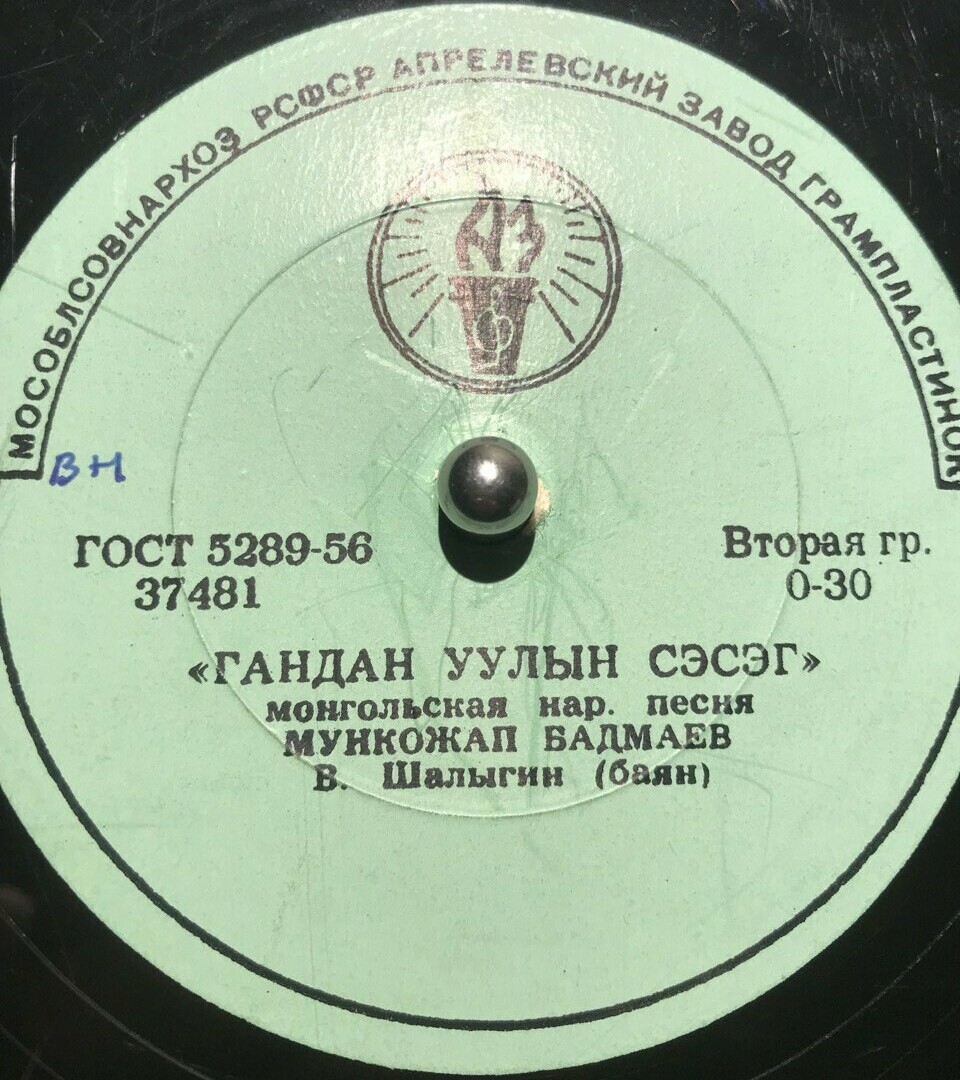 МОСОБЛСОВНАРХОЗ РСФСР АПРЕЛЕВСКИЙ ЗАВОД ГРАМПЛАСТИНОК
ВН
ГОСТ 5289-56
37481
Вторая гр.
0-30
«ГАНДАН УУЛЫН СЭСЭГ»
монгольская нар. песня
МУНКОЖАП БАДМАЕВ
В. Шалыгин (баян)